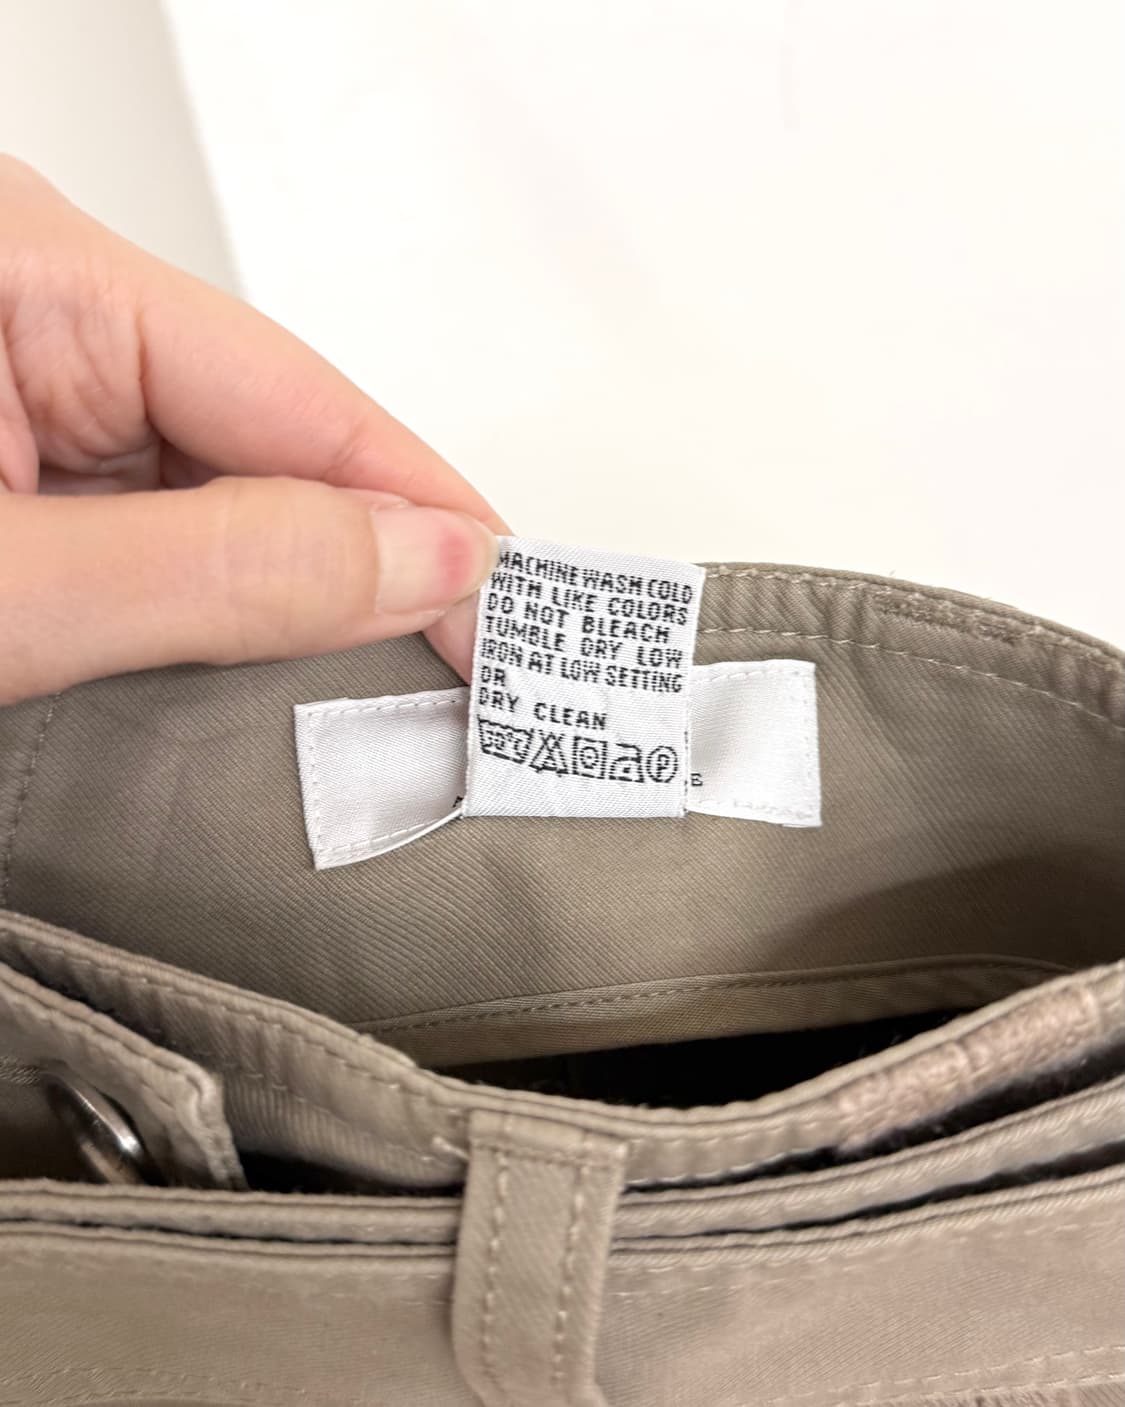 MACHINE WASH COLD
WITH LIKE COLORS
DO NOT BLEACH
TUMBLE DRY LOW
IRON AT LOW SETTING
OR
DRY CLEAN
30°C
P
E